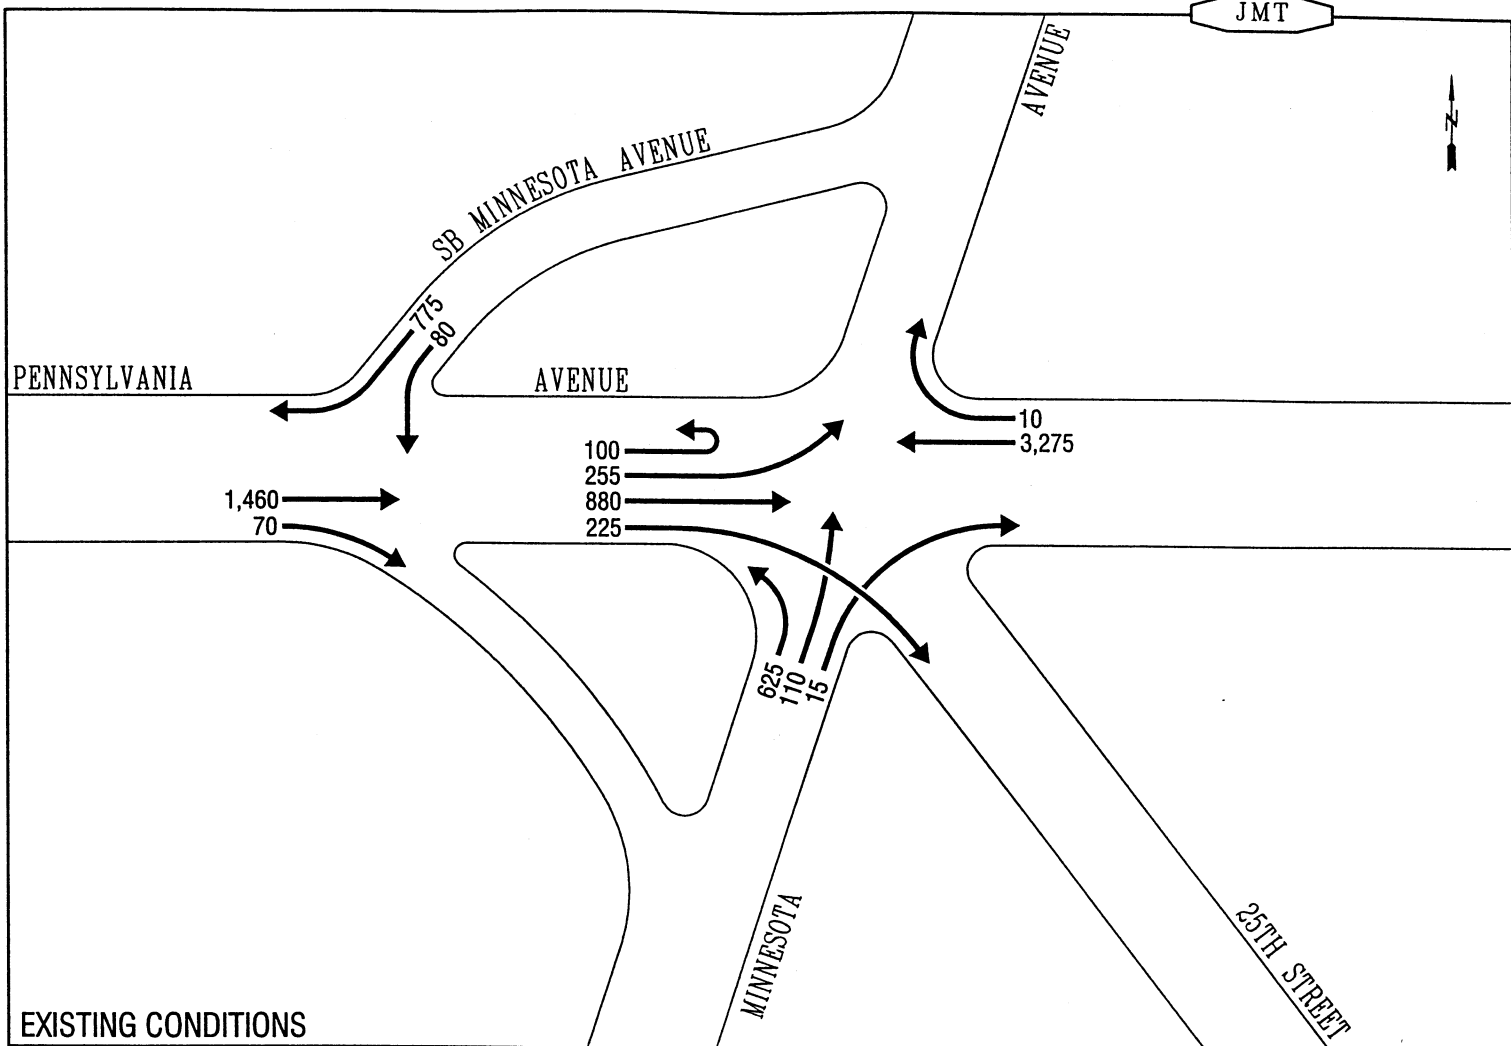 JMT
AVENUE
N
SB MINNESOTA AVENUE
775
80
PENNSYLVANIA
AVENUE
10
3,275
100
255
880
225
1,460
70
625
110
15
MINNESOTA
25TH STREET
EXISTING CONDITIONS